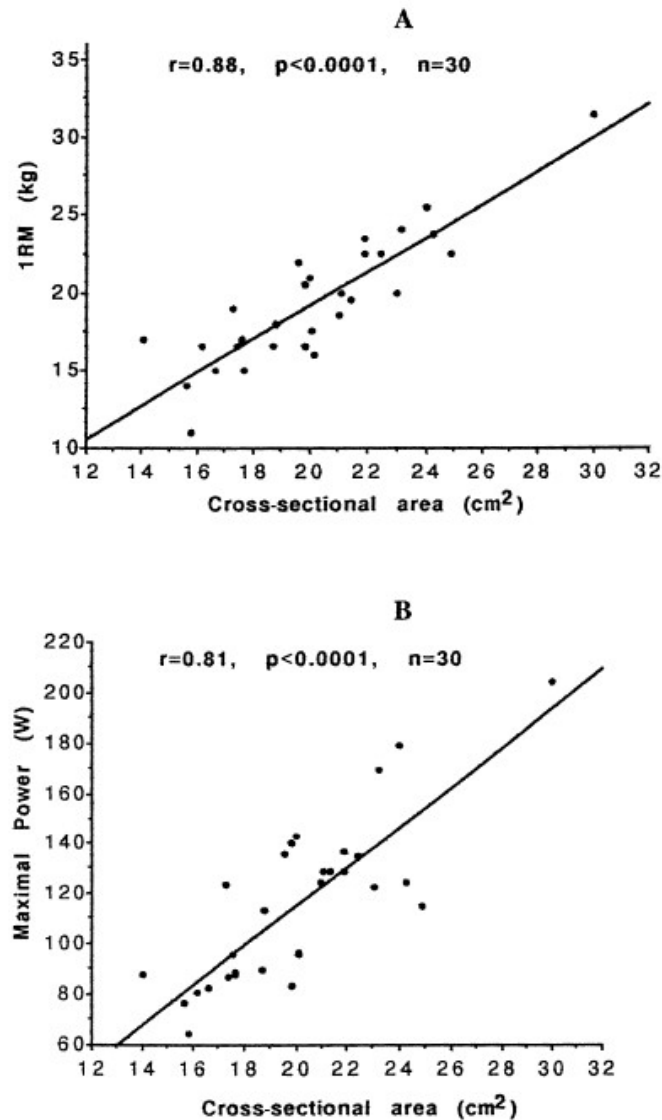 A
r=0.88, p<0.0001, n=30
35
30
25
20
15
10
1RM (kg)
12 14 16 18 20 22 24 26 28 30 32
Cross-sectional area (cm²)
B
r=0.81, p<0.0001, n=30
220
200
180
160
140
120
100
80
60
Maximal Power (W)
12 14 16 18 20 22 24 26 28 30 32
Cross-sectional area (cm²)